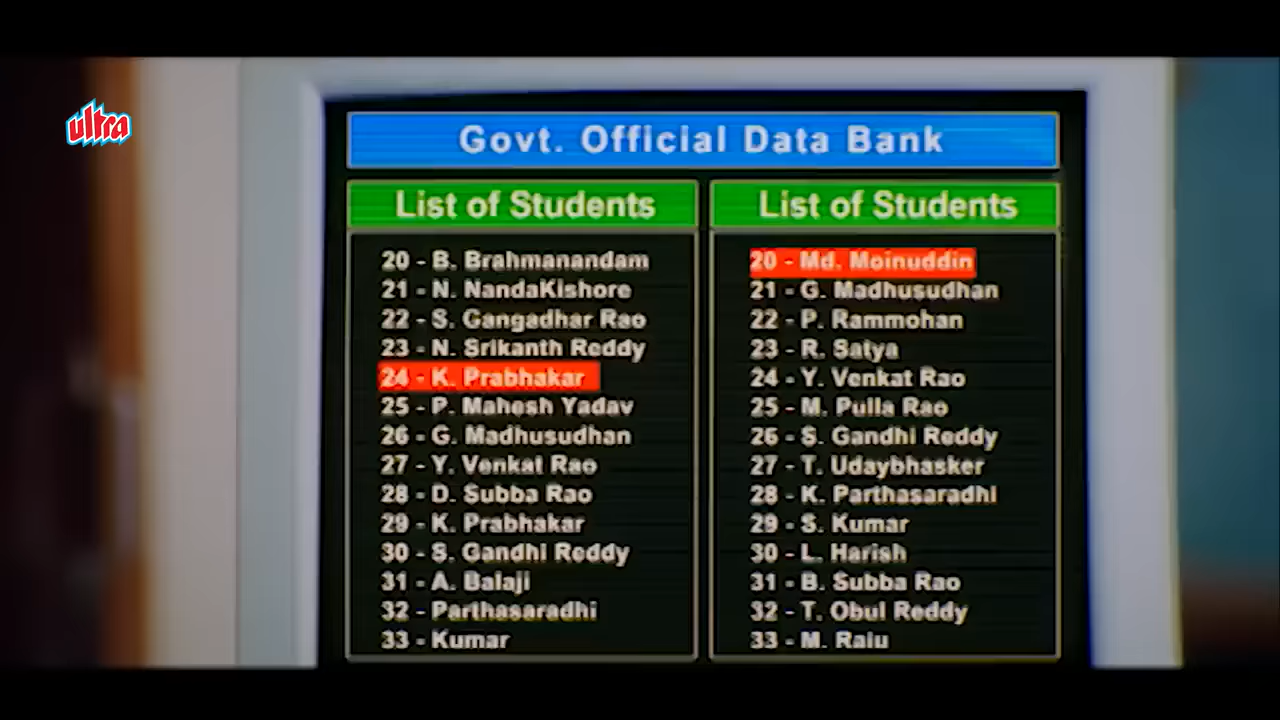 ultra
Govt. Official Data Bank
List of Students
20 - B. Brahmanandam
21 - N. NandaKishore
22 - S. Gangadhar Rao
23 - N. Srikanth Reddy
24 - K. Prabhakar
25 - P. Mahesh Yadav
26 - G. Madhusudhan
27 - Y. Venkat Rao
28 - D. Subba Rao
29 - K. Prabhakar
30 - S. Gandhi Reddy
31 - A. Balaji
32 - Parthasaradhi
33 - Kumar
List of Students
20 - Md. Moinuddin
21 - G. Madhusudhan
22 - P. Rammohan
23 - R. Satya
24 - Y. Venkat Rao
25 - M. Pulla Rao
26 - S. Gandhi Reddy
27 - T. Udaybhasker
28 - K. Parthasaradhi
29 - S. Kumar
30 - L. Harish
31 - B. Subba Rao
32 - T. Obul Reddy
33 - M. Raju